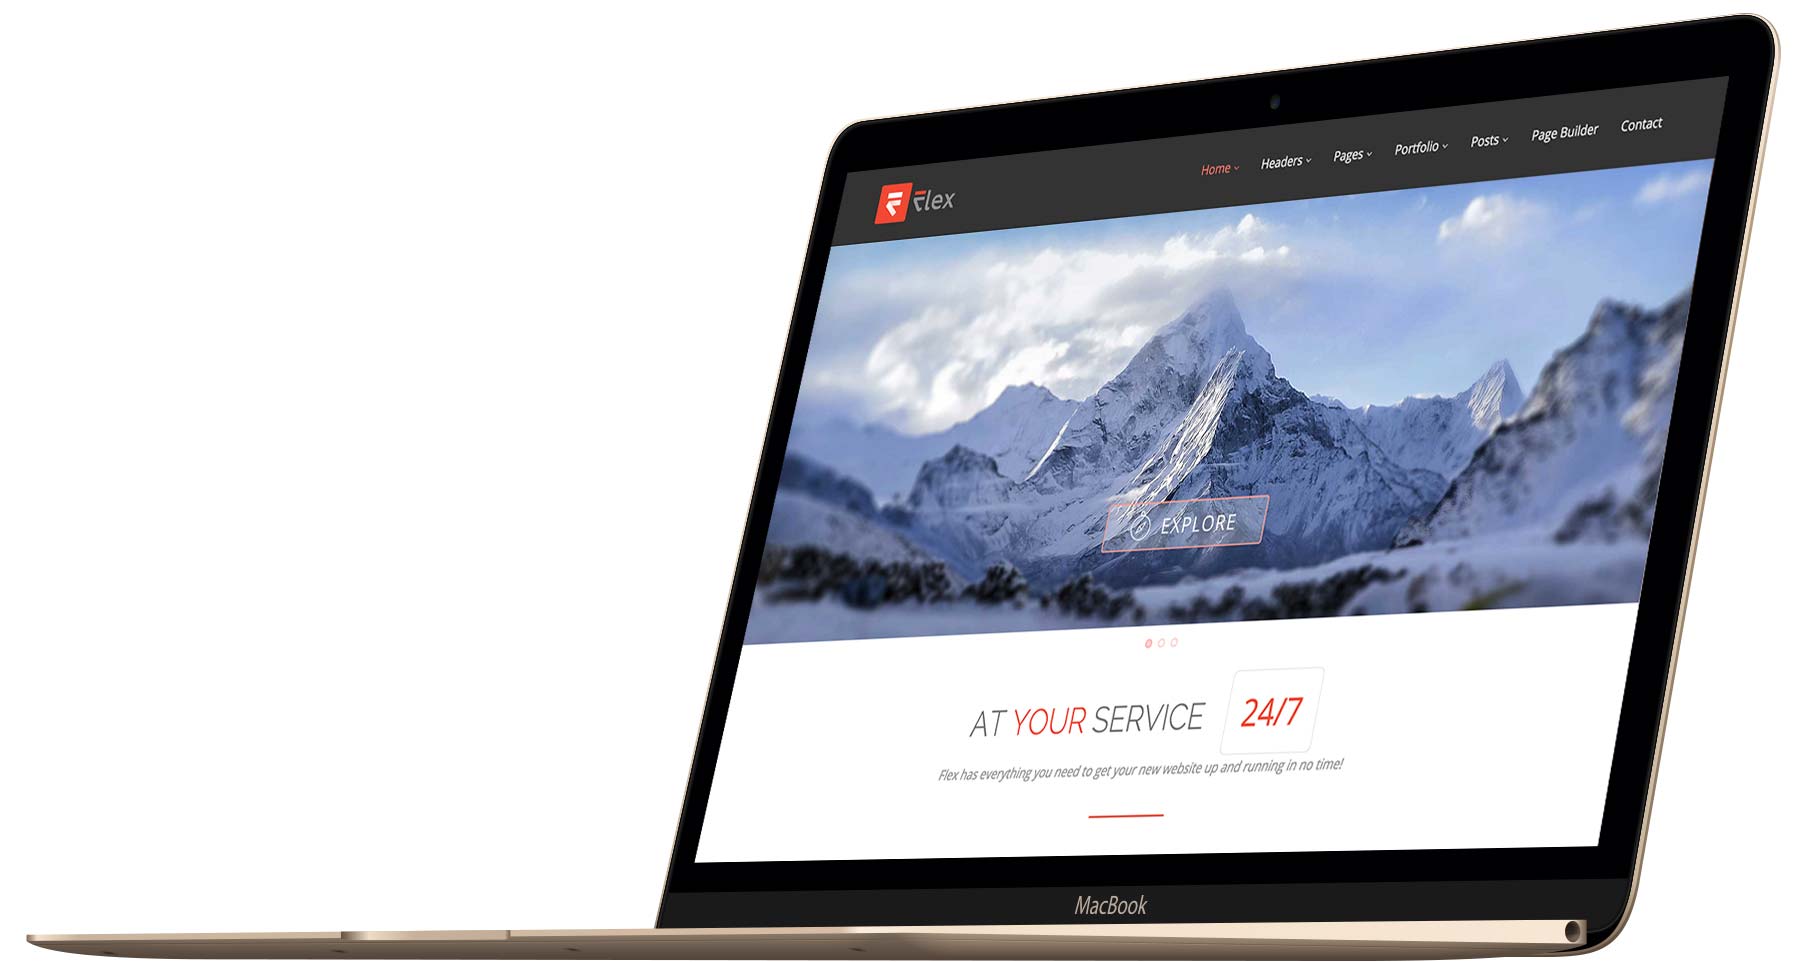 Flex
Home Headers Pages Portfolio Posts Page Builder Contact
EXPLORE
AT YOUR SERVICE 24/7
Flex has everything you need to get your new website up and running in no time!
MacBook